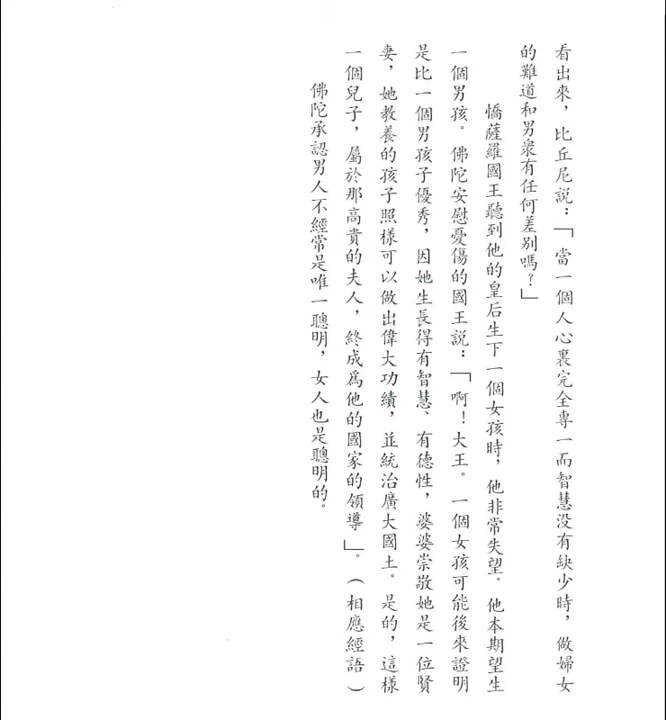 看出來，比丘尼説：「當一個人心裏完全專一而智慧没有缺少時，做婦女
的難道和男衆有任何差别嗎？」
憍薩羅國王聽到他的皇后生下一個女孩時，他非常失望。他本期望生
一個男孩。佛陀安慰憂傷的國王説：「啊！大王。一個女孩可能後來證明
是比一個男孩子優秀，因她生長得有智慧、有德性，婆婆崇敬她是一位賢
妻，她教養的孩子照樣可以做出偉大功績，並統治廣大國土。是的，這樣
一個兒子，屬於那高貴的夫人，終成爲他的國家的領導」。（相應經語）
佛陀承認男人不經常是唯一聰明，女人也是聰明的。